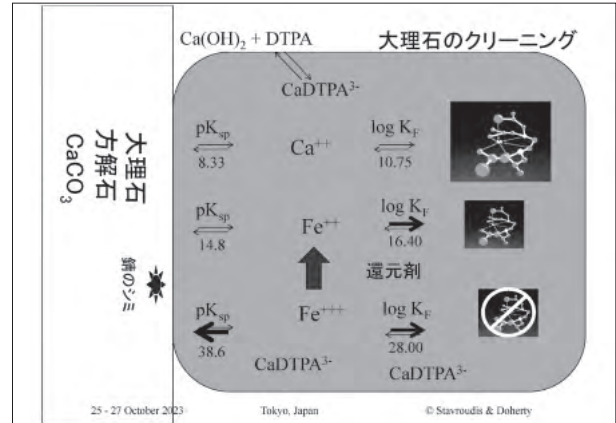 Ca(OH)₂ + DTPA
大理石のクリーニング
CaDTPA³⁻
大理石
方解石
CaCO₃
錆のシミ
pKsp
8.33
Ca⁺⁺
log KF
10.75
pKsp
14.8
Fe⁺⁺
log KF
16.40
還元剤
pKsp
38.6
Fe⁺⁺⁺
log KF
28.00
CaDTPA³⁻
CaDTPA³⁻
25 - 27 October 2023
Tokyo, Japan
© Stavroudis & Doherty